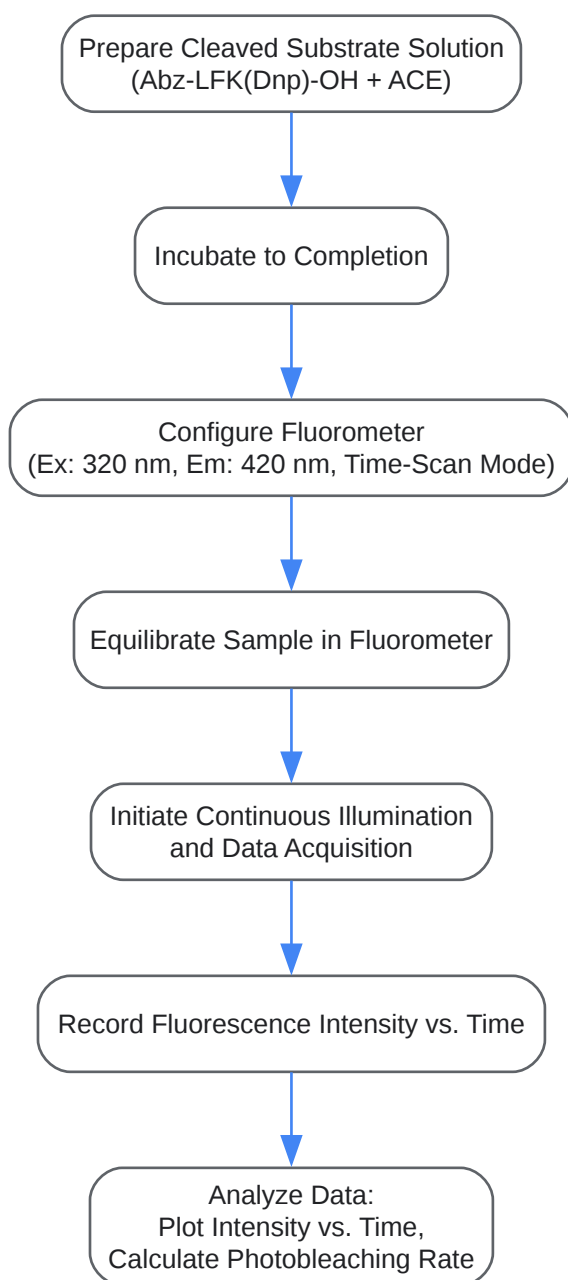 Prepare Cleaved Substrate Solution
(Abz-LFK(Dnp)-OH + ACE)
Incubate to Completion
Configure Fluorometer
(Ex: 320 nm, Em: 420 nm, Time-Scan Mode)
Equilibrate Sample in Fluorometer
Initiate Continuous Illumination
and Data Acquisition
Record Fluorescence Intensity vs. Time
Analyze Data:
Plot Intensity vs. Time,
Calculate Photobleaching Rate